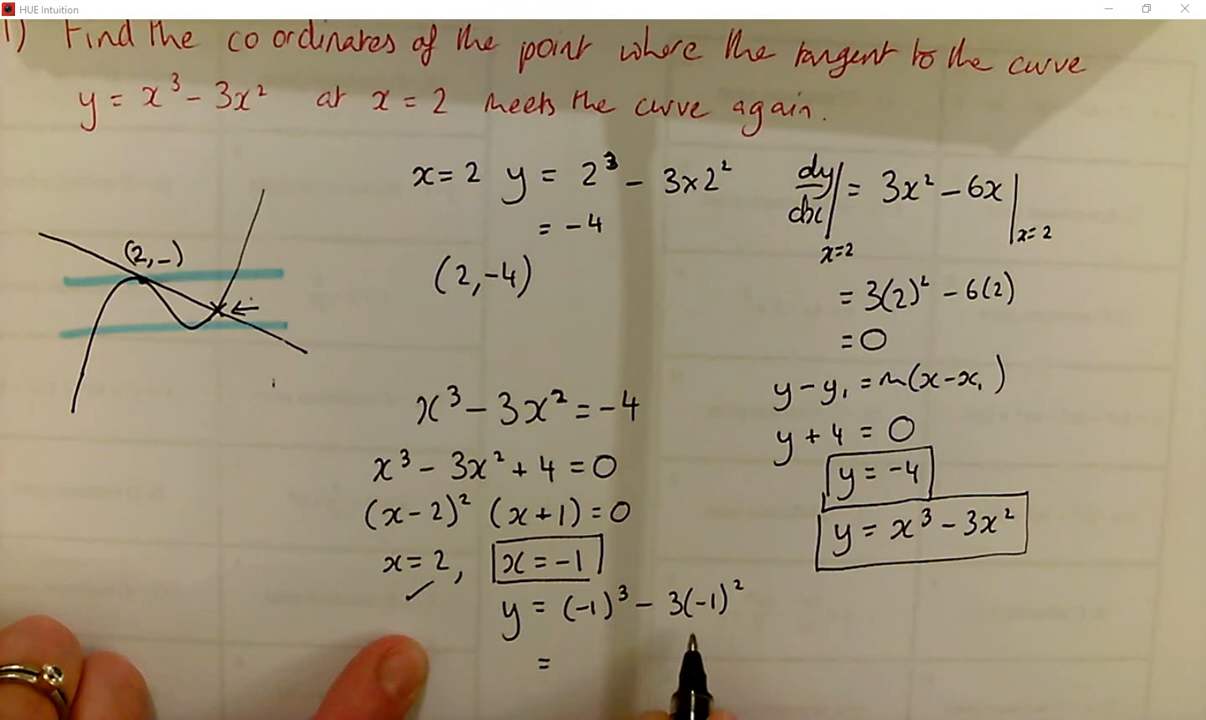 HUE Intuition
1) Find the coordinates of the point where the tangent to the curve
y = x³ - 3x² at x = 2 meets the curve again.
x = 2 y = 2³ - 3×2²
= -4
(2, -4)
(2, -)
dy/dx|x=2 = 3x² - 6x|x=2
= 3(2)² - 6(2)
= 0
y - y₁ = m(x - x₁)
y + 4 = 0
y = -4
y = x³ - 3x²
x³ - 3x² = -4
x³ - 3x² + 4 = 0
(x-2)² (x+1) = 0
x = 2, x = -1
✓
y = (-1)³ - 3(-1)²
=